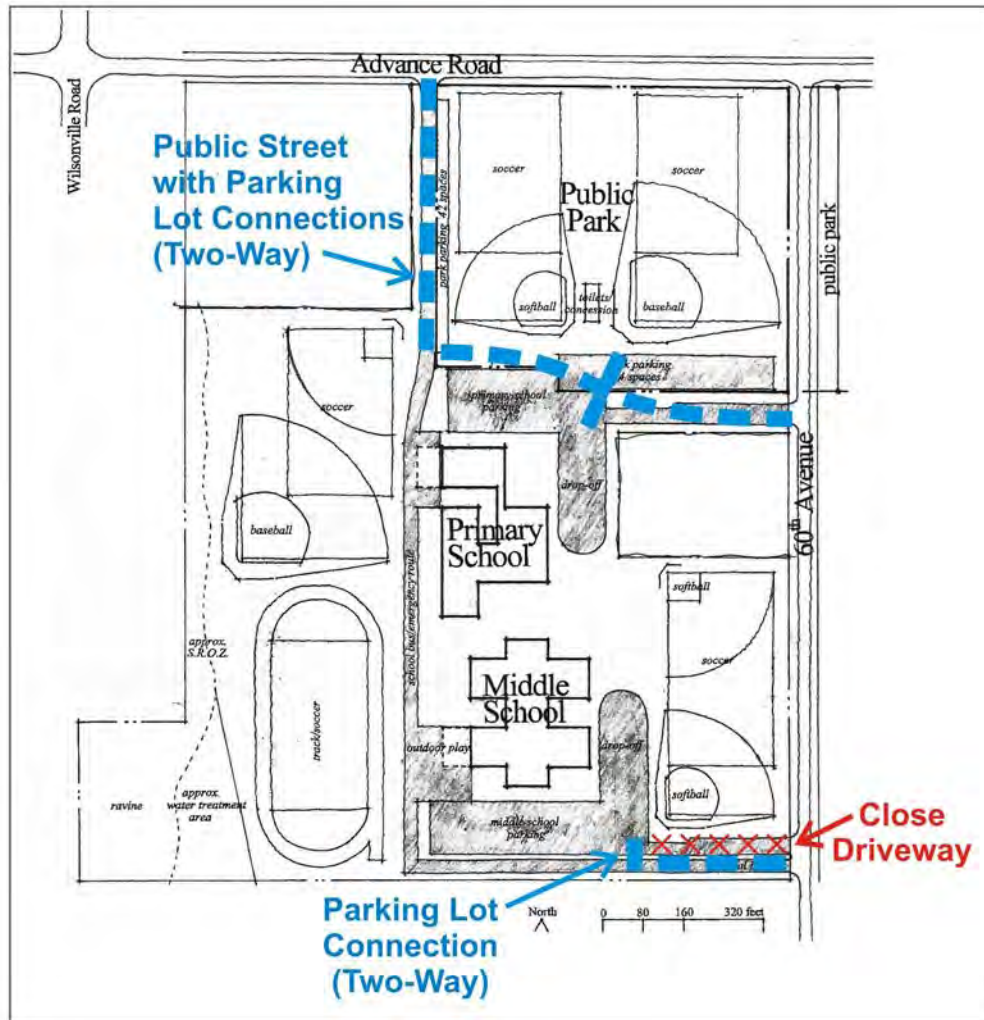 Advance Road
Wilsonville Road
Public Street
with Parking
Lot Connections
(Two-Way)
park parking 42 spaces
soccer
soccer
Public
Park
public park
softball
toilets/
concession
baseball
parking
spaces
primary school
parking
soccer
drop-off
60th Avenue
baseball
Primary
School
school bus/emergency route
softball
approx.
S.R.O.Z.
soccer
Middle
School
track/soccer
outdoor play
drop-off
ravine
approx.
water treatment
area
softball
middle school
parking
Close
Driveway
Parking Lot
Connection
(Two-Way)
North
0 80 160 320 feet